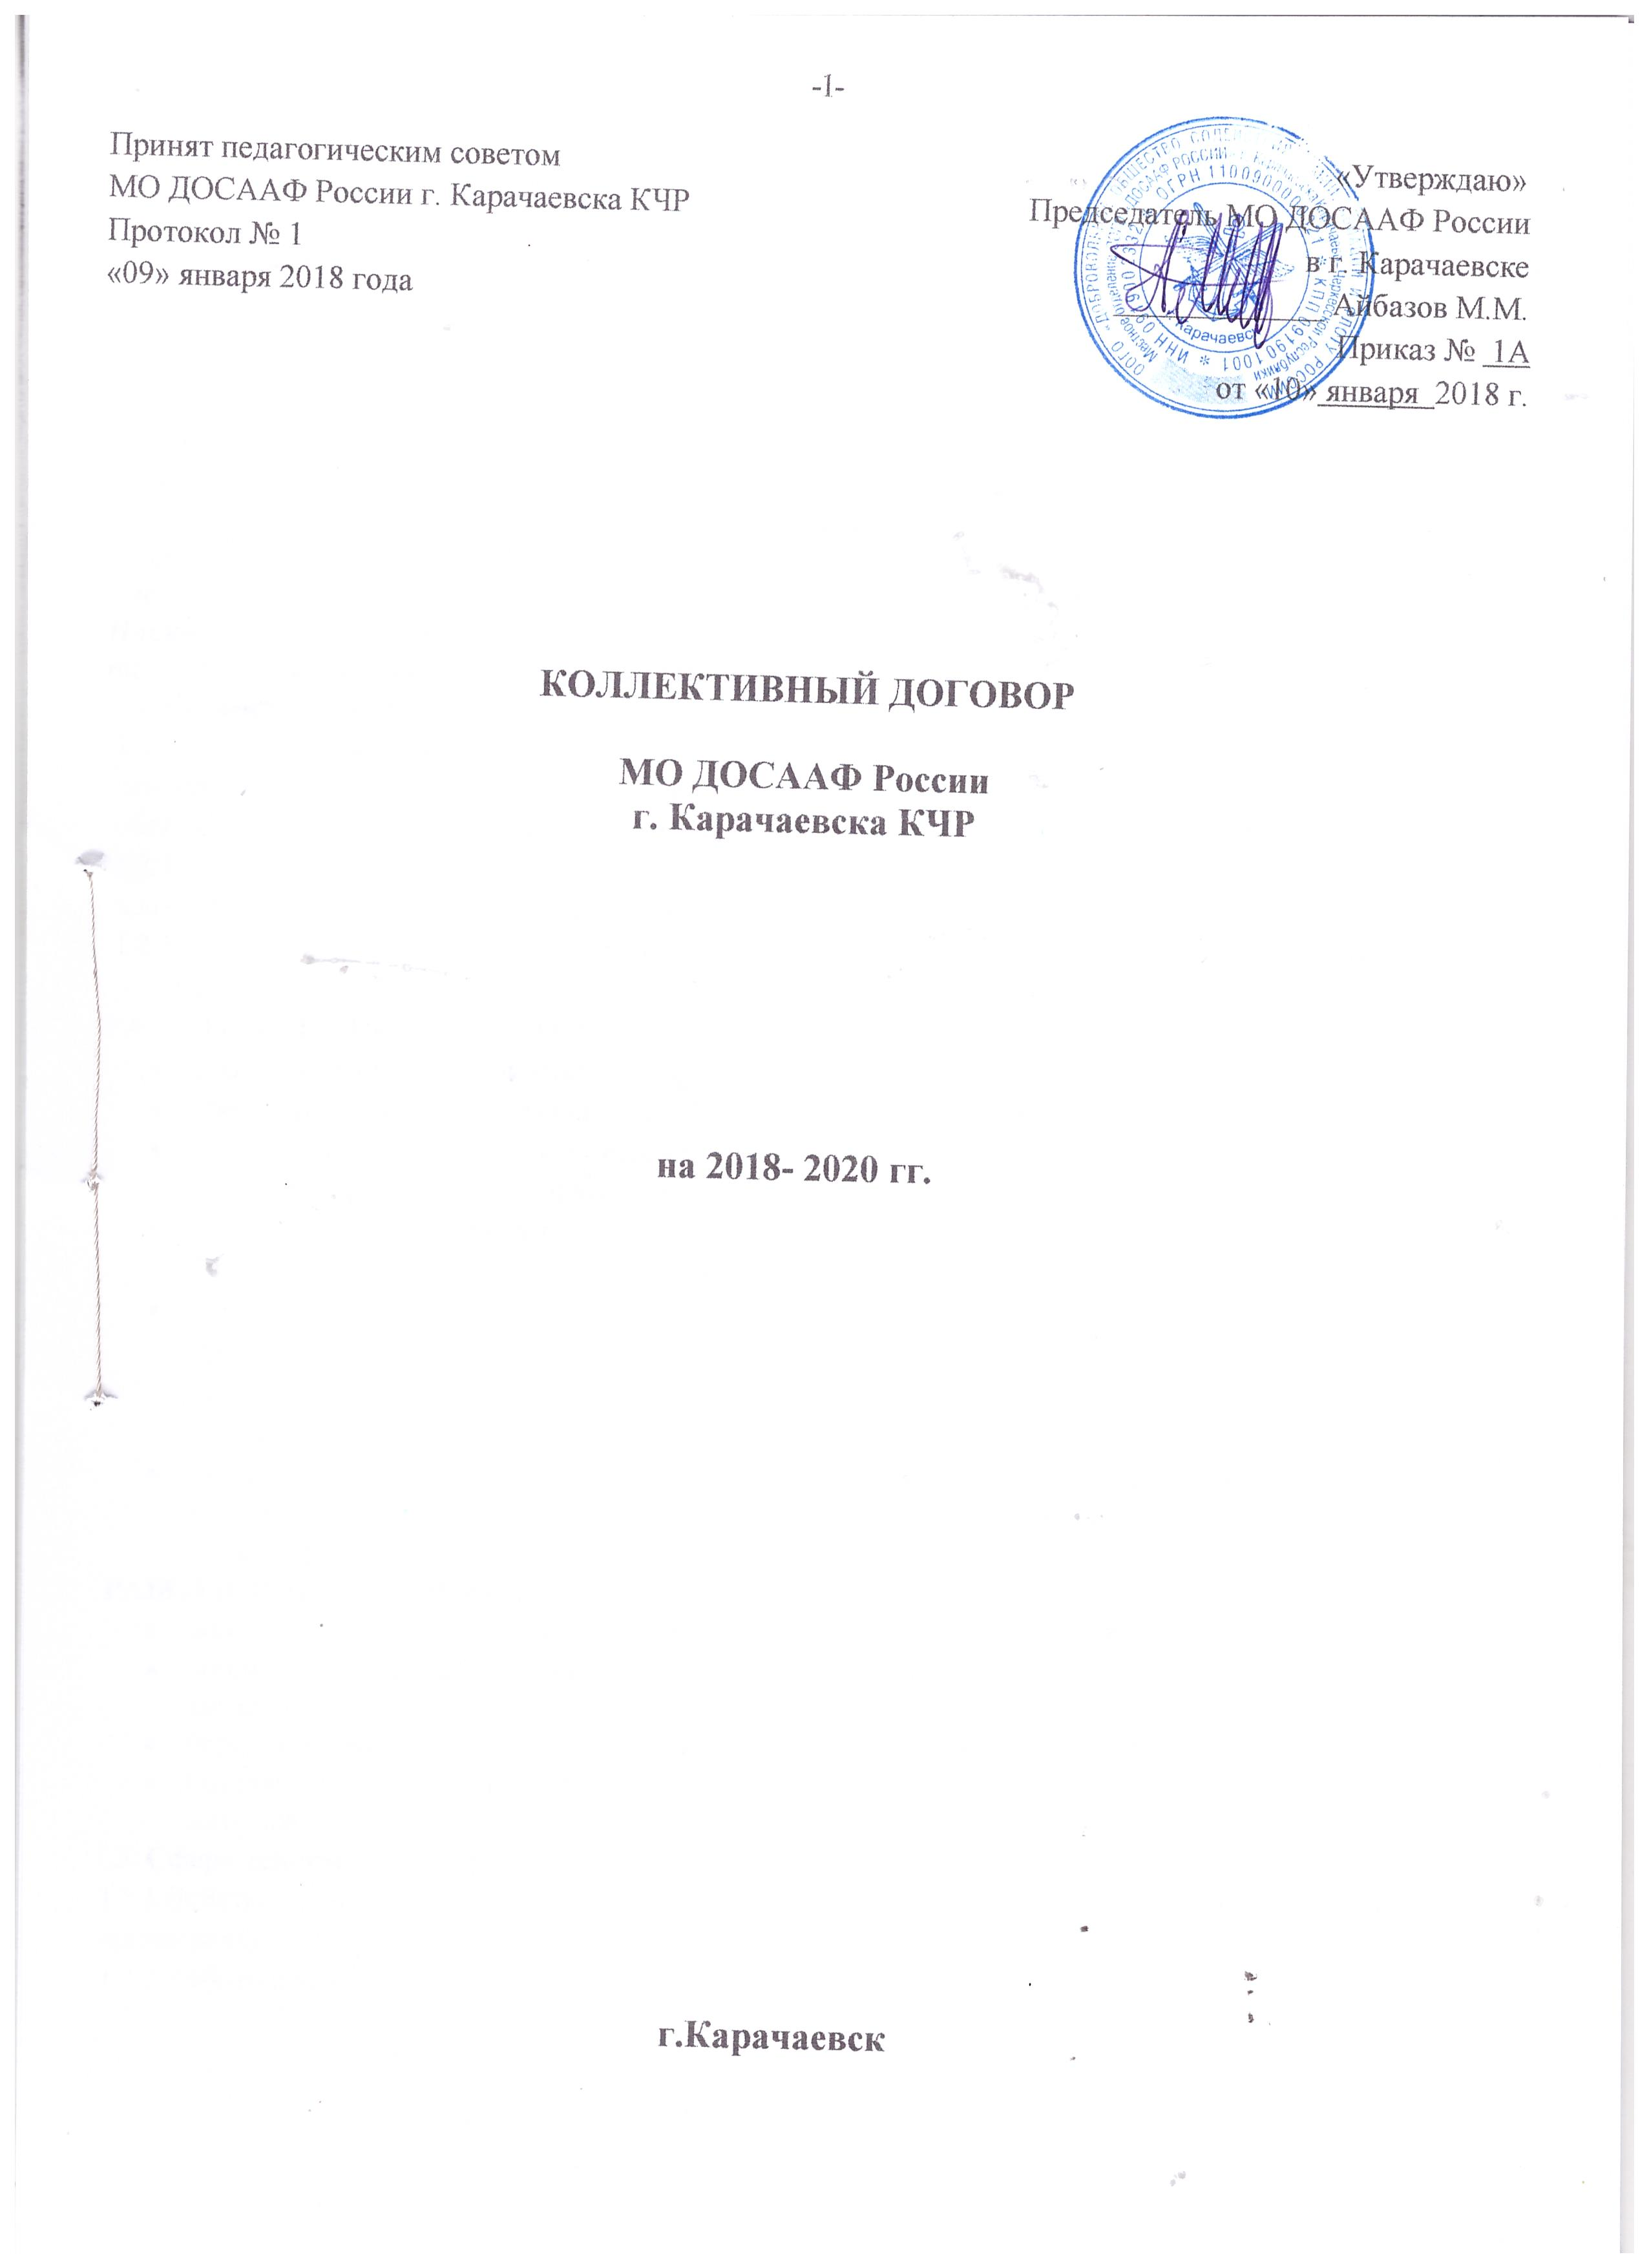 -1-
Принят педагогическим советом
МО ДОСААФ России г. Карачаевска КЧР
Протокол № 1
«09» января 2018 года
«Утверждаю»
Председатель МО ДОСААФ России
в г. Карачаевске
Айбазов М.М.
Приказ № 1А
от «10» января 2018 г.
КОЛЛЕКТИВНЫЙ ДОГОВОР
МО ДОСААФ России
г. Карачаевска КЧР
на 2018- 2020 гг.
г.Карачаевск